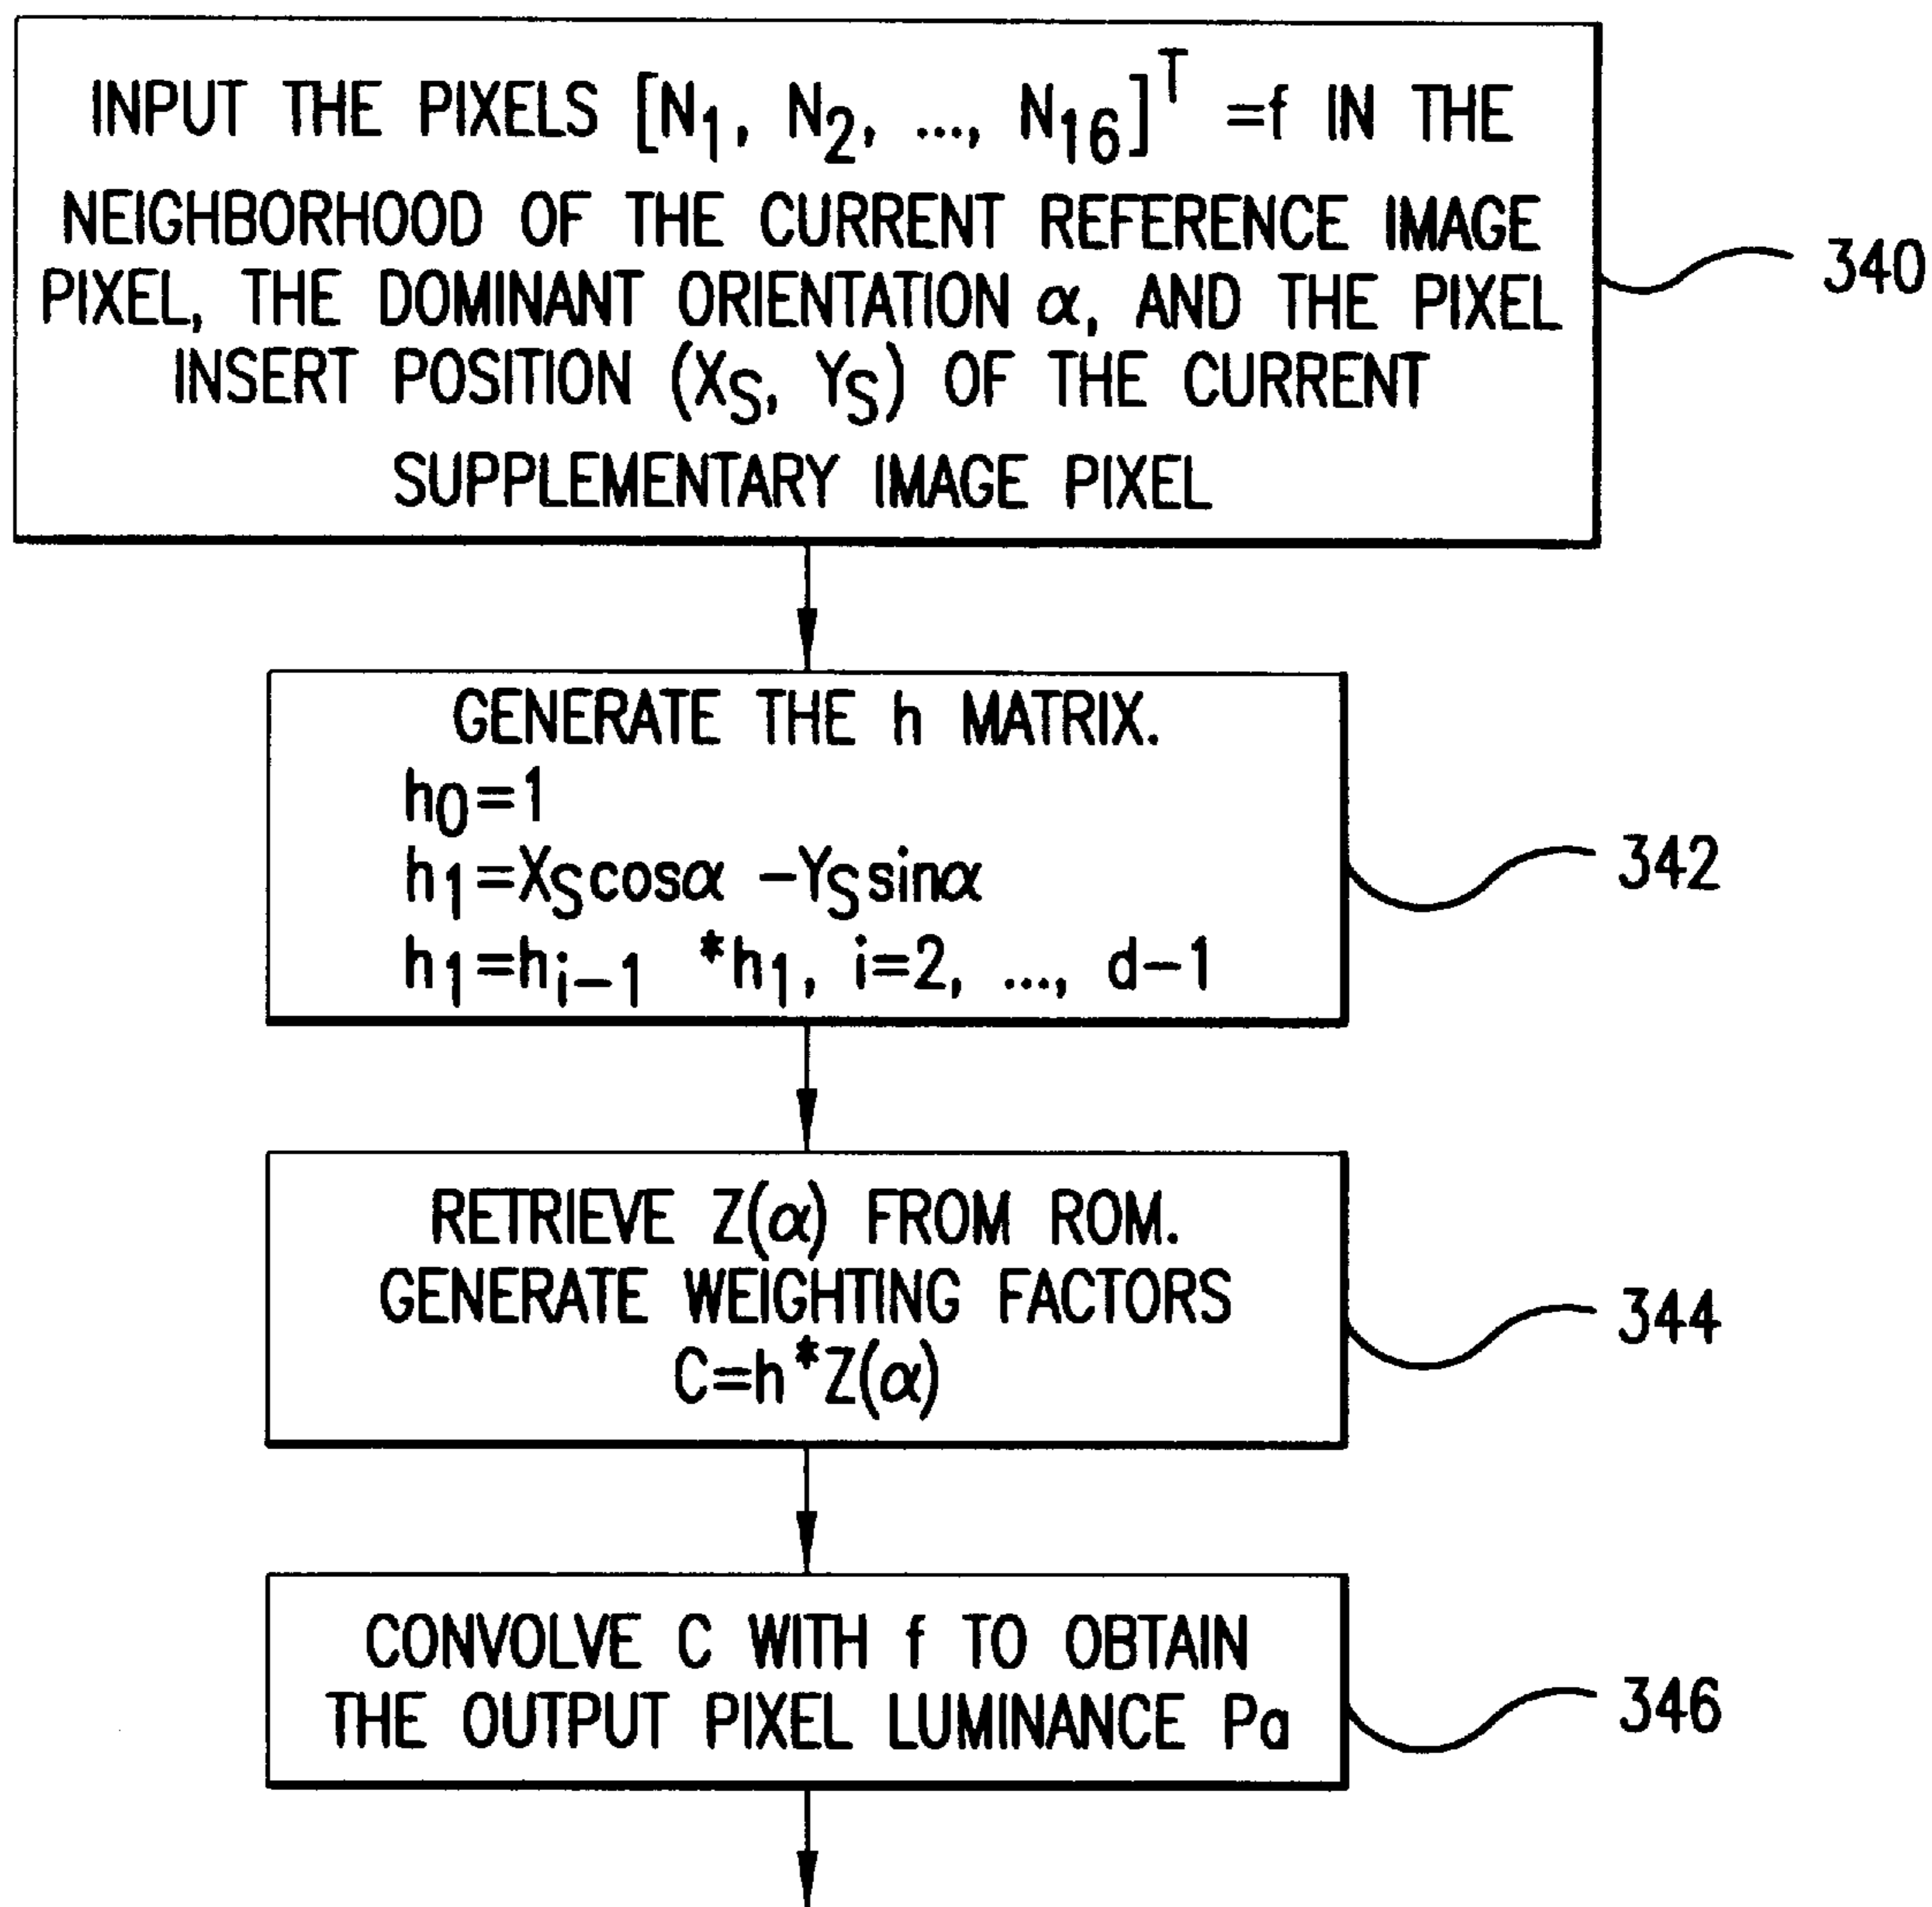 INPUT THE PIXELS [N1, N2, ..., N16]T =f IN THE
NEIGHBORHOOD OF THE CURRENT REFERENCE IMAGE
PIXEL, THE DOMINANT ORIENTATION α, AND THE PIXEL
INSERT POSITION (XS, YS) OF THE CURRENT
SUPPLEMENTARY IMAGE PIXEL
340
GENERATE THE h MATRIX.
h0=1
h1=XScosα -YSsinα
h1=hi-1 *h1, i=2, ..., d-1
342
RETRIEVE Z(α) FROM ROM.
GENERATE WEIGHTING FACTORS
C=h*Z(α)
344
CONVOLVE C WITH f TO OBTAIN
THE OUTPUT PIXEL LUMINANCE Pa
346